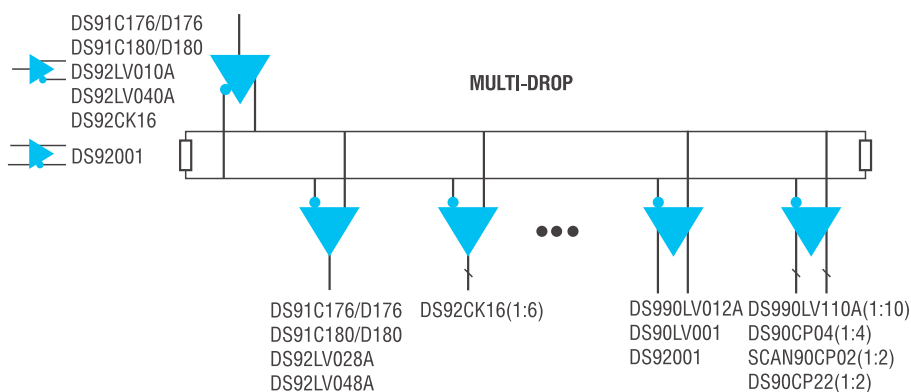 DS91C176/D176
DS91C180/D180
DS92LV010A
DS92LV040A
DS92CK16
DS92001
MULTI-DROP
DS91C176/D176
DS91C180/D180
DS92LV028A
DS92LV048A
DS92CK16(1:6)
DS990LV012A
DS90LV001
DS92001
DS990LV110A(1:10)
DS90CP04(1:4)
SCAN90CP02(1:2)
DS90CP22(1:2)